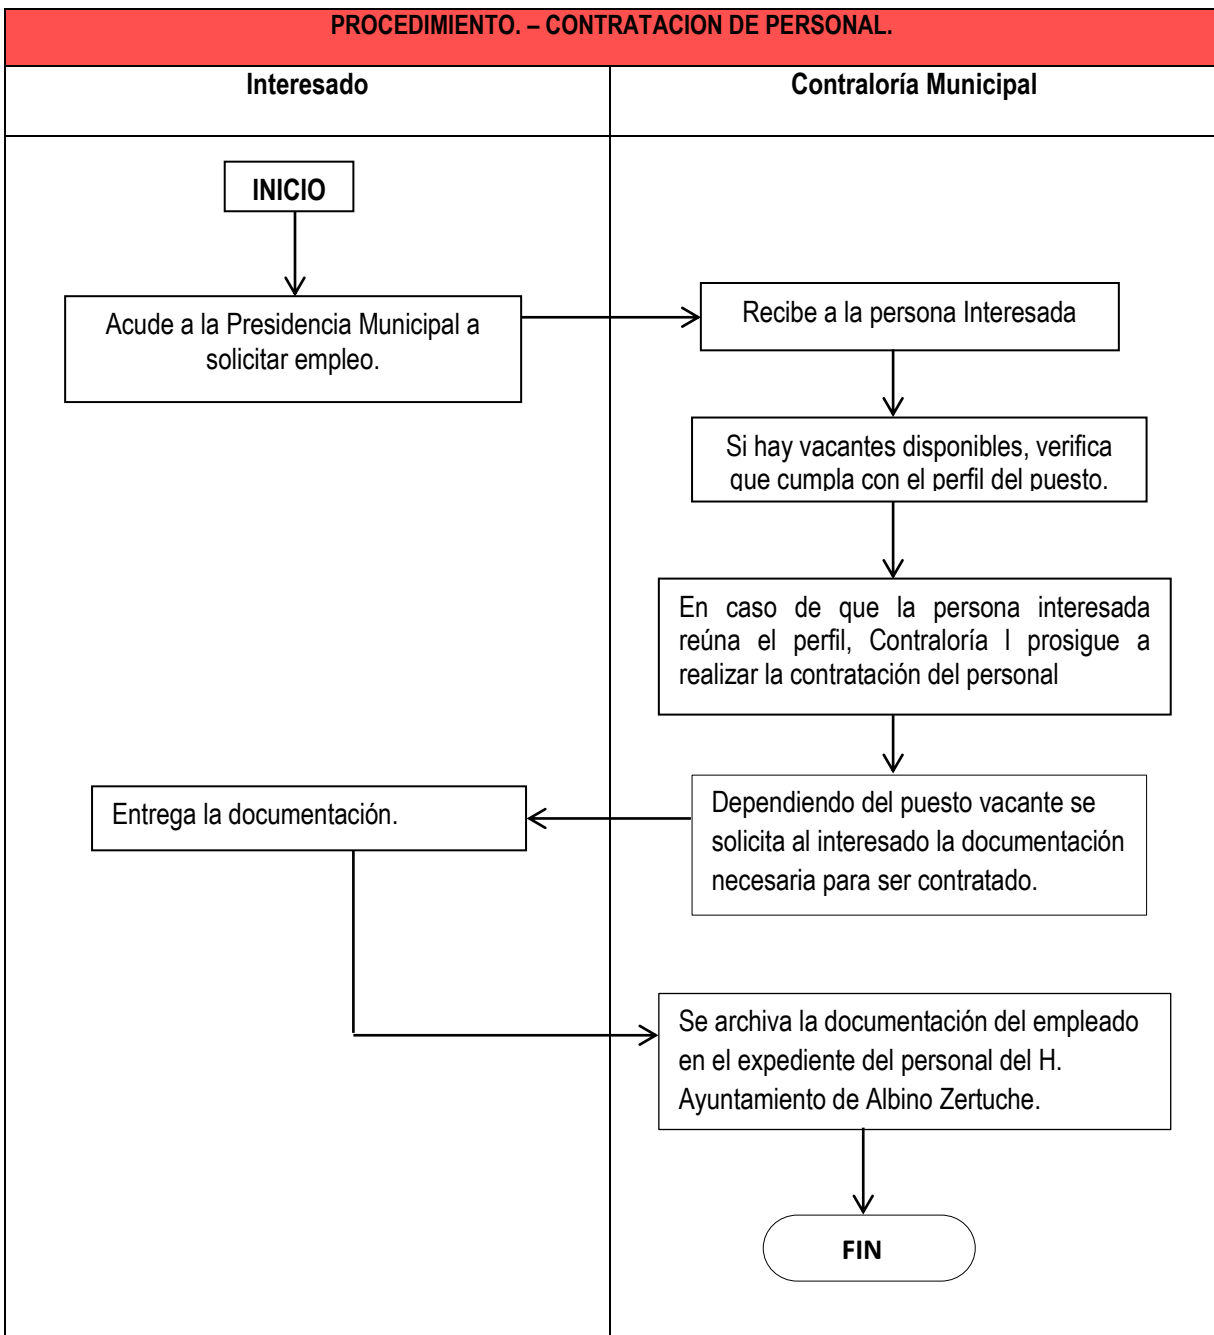 PROCEDIMIENTO. – CONTRATACION DE PERSONAL.
Interesado
Contraloría Municipal
INICIO
Acude a la Presidencia Municipal a
solicitar empleo.
Recibe a la persona Interesada
Si hay vacantes disponibles, verifica
que cumpla con el perfil del puesto.
En caso de que la persona interesada
reúna el perfil, Contraloría I prosigue a
realizar la contratación del personal
Dependiendo del puesto vacante se
solicita al interesado la documentación
necesaria para ser contratado.
Entrega la documentación.
Se archiva la documentación del empleado
en el expediente del personal del H.
Ayuntamiento de Albino Zertuche.
FIN